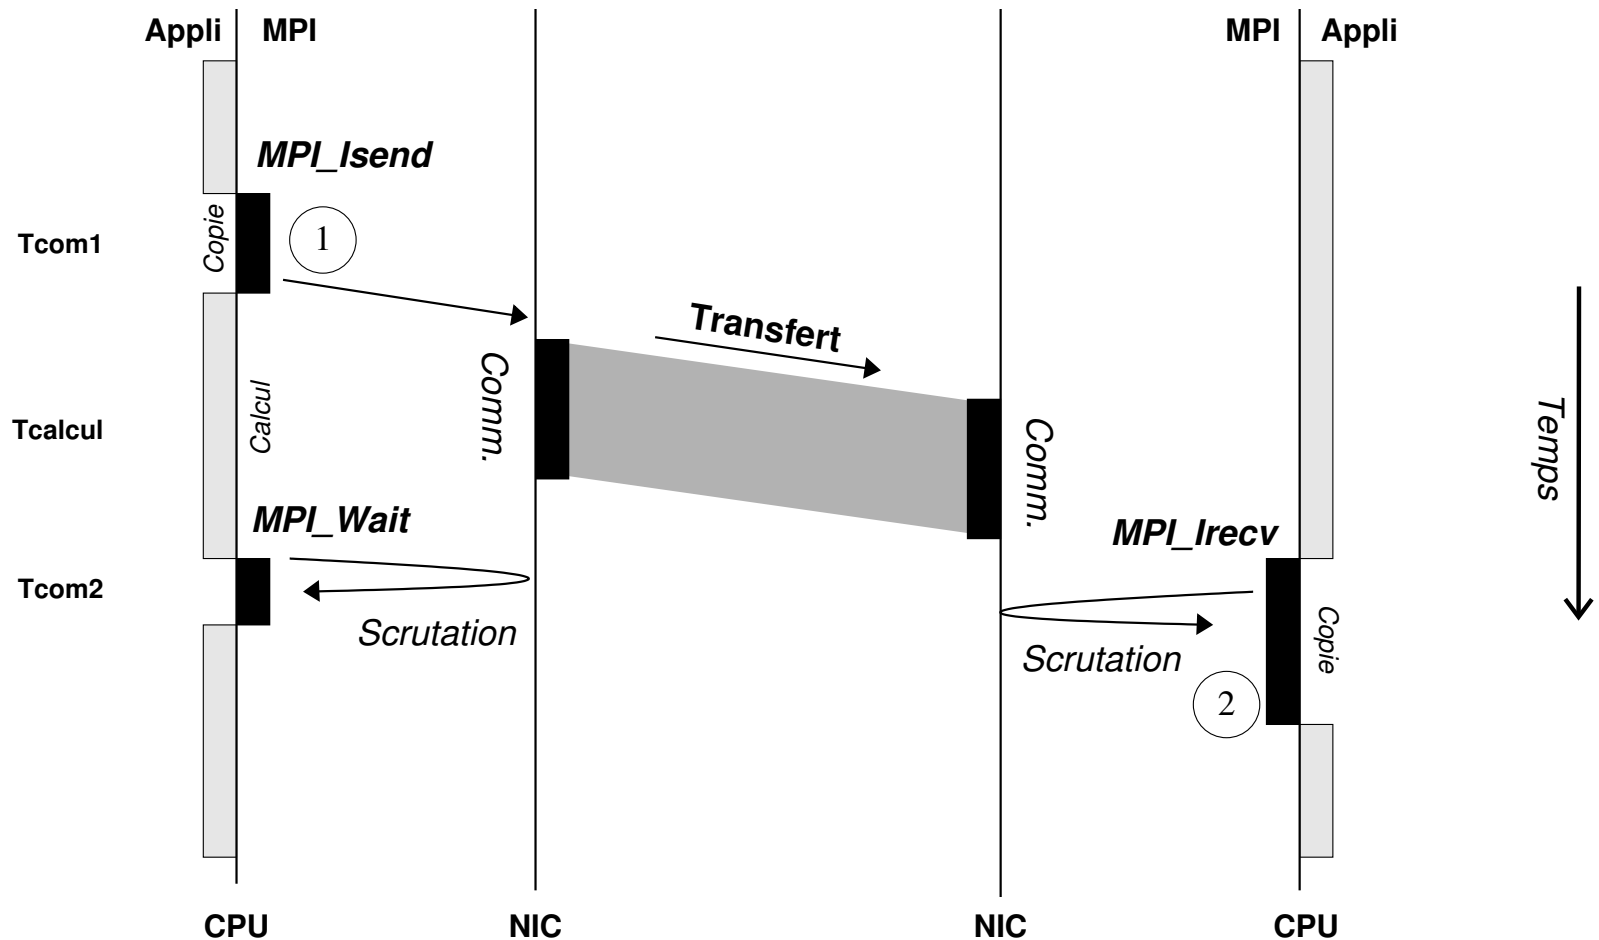 Appli MPI MPI Appli
MPI_Isend
Copie
1
Tcom1
Transfert
Comm.
Calcul
Tcalcul
Comm.
Temps
MPI_Wait
MPI_Irecv
Tcom2
Scrutation
Copie
Scrutation
2
CPU NIC NIC CPU